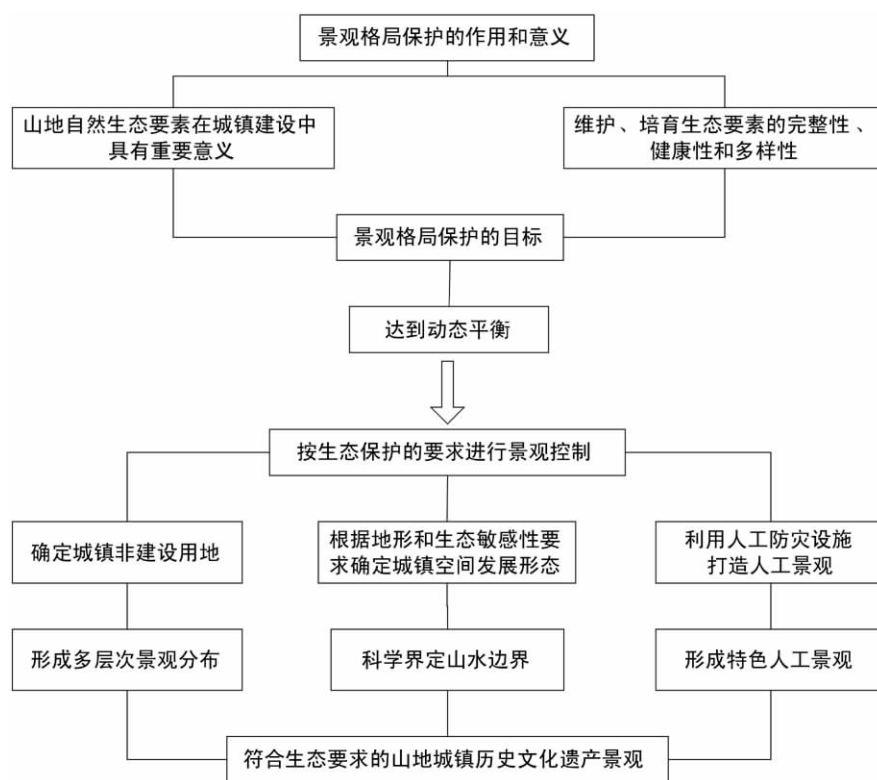 景观格局保护的作用和意义
山地自然生态要素在城镇建设中
具有重要意义
维护、培育生态要素的完整性、
健康性和多样性
景观格局保护的目标
达到动态平衡
按生态保护的要求进行景观控制
确定城镇非建设用地
根据地形和生态敏感性要
求确定城镇空间发展形态
利用人工防灾设施
打造人工景观
形成多层次景观分布
科学界定山水边界
形成特色人工景观
符合生态要求的山地城镇历史文化遗产景观